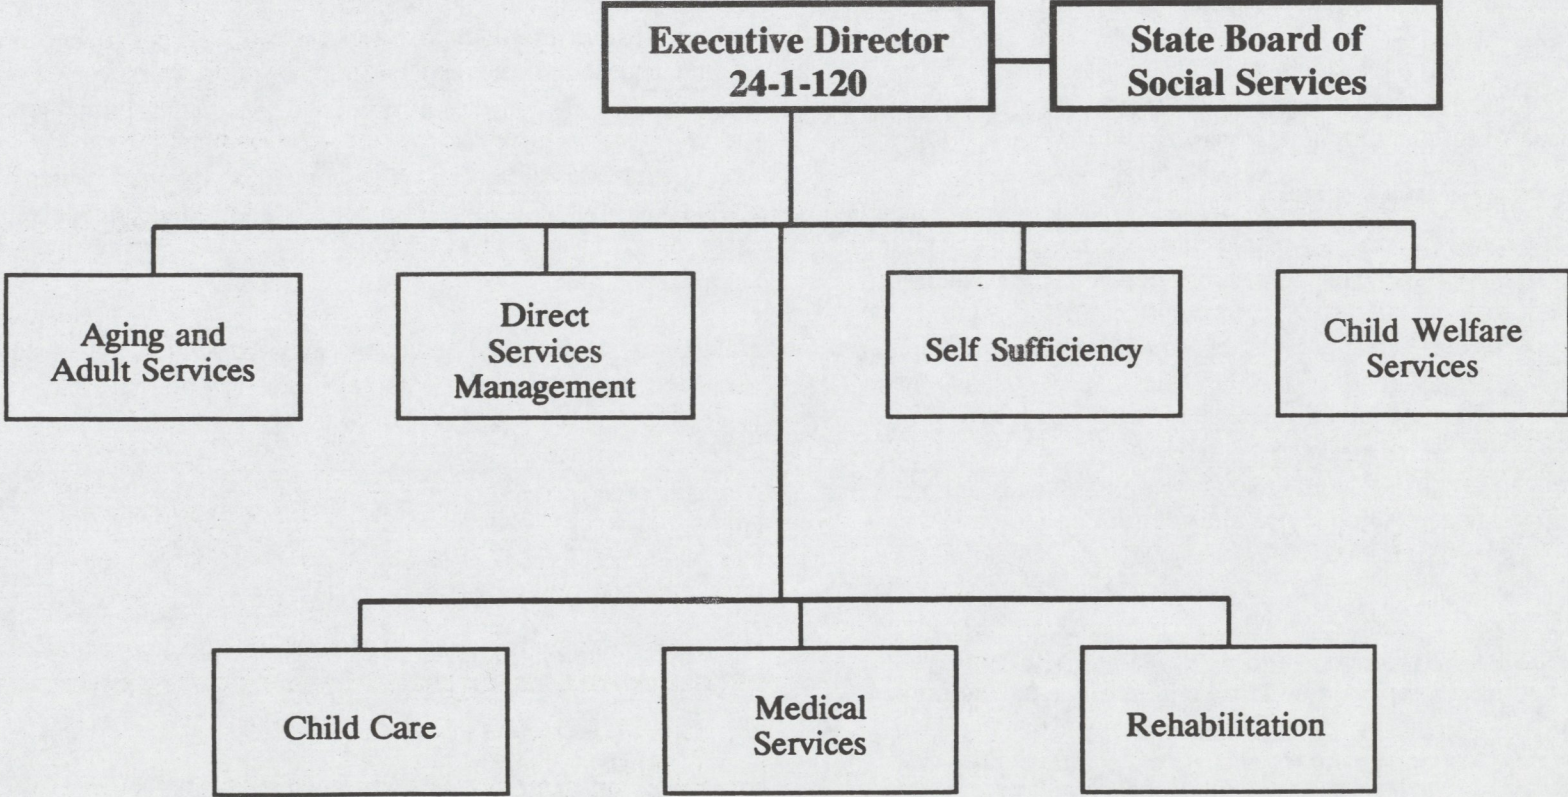 Executive Director
24-1-120
State Board of
Social Services
Aging and
Adult Services
Direct
Services
Management
Self Sufficiency
Child Welfare
Services
Child Care
Medical
Services
Rehabilitation